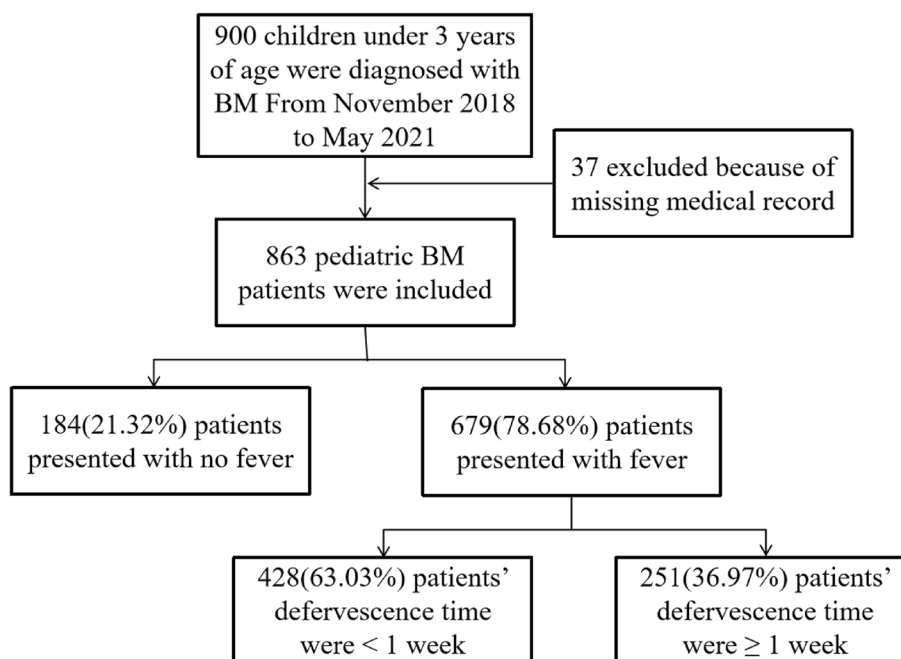 900 children under 3 years
of age were diagnosed with
BM From November 2018
to May 2021
37 excluded because of
missing medical record
863 pediatric BM
patients were included
184(21.32%) patients
presented with no fever
679(78.68%) patients
presented with fever
428(63.03%) patients’
defervescence time
were < 1 week
251(36.97%) patients’
defervescence time
were ≥ 1 week